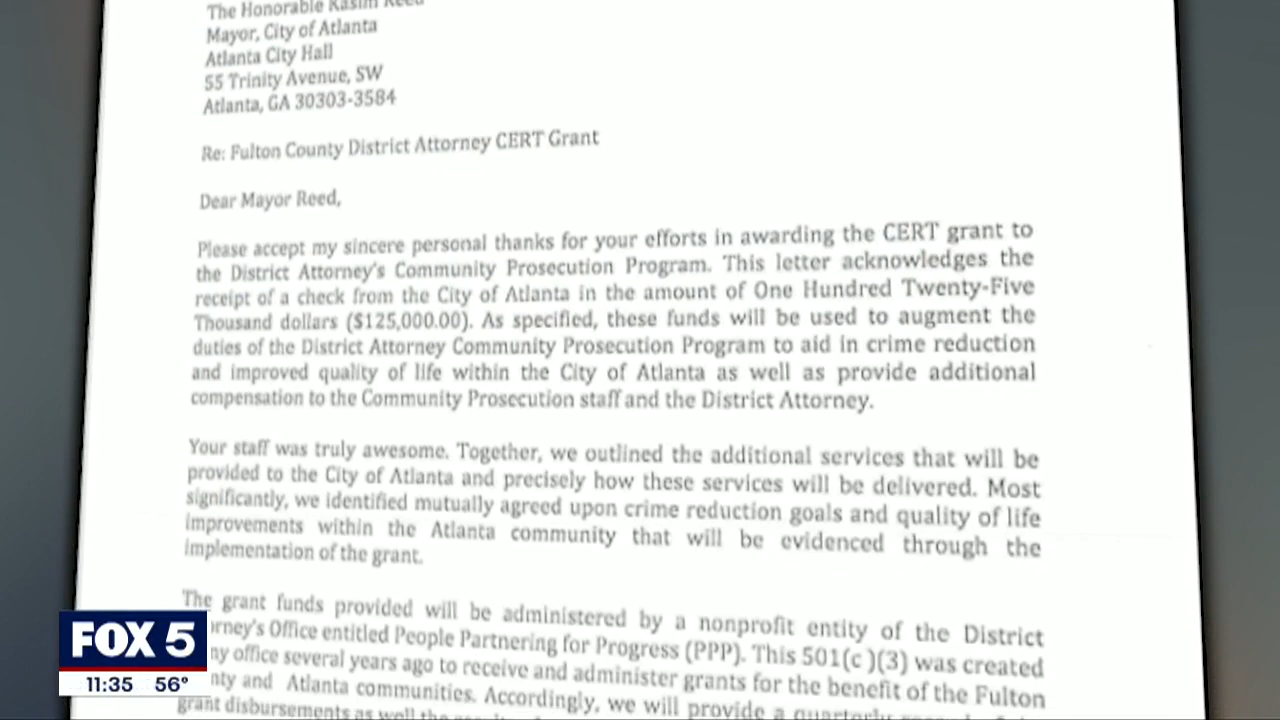 The Honorable Kasim Reed
Mayor, City of Atlanta
Atlanta City Hall
55 Trinity Avenue, SW
Atlanta, GA 30303-3584
Re: Fulton County District Attorney CERT Grant
Dear Mayor Reed,
Please accept my sincere personal thanks for your efforts in awarding the CERT grant to
the District Attorney's Community Prosecution Program. This letter acknowledges the
receipt of a check from the City of Atlanta in the amount of One Hundred Twenty-Five
Thousand dollars ($125,000.00). As specified, these funds will be used to augment the
duties of the District Attorney Community Prosecution Program to aid in crime reduction
and improved quality of life within the City of Atlanta as well as provide additional
compensation to the Community Prosecution staff and the District Attorney.
Your staff was truly awesome. Together, we outlined the additional services that will be
provided to the City of Atlanta and precisely how these services will be delivered. Most
significantly, we identified mutually agreed upon crime reduction goals and quality of life
improvements within the Atlanta community that will be evidenced through the
implementation of the grant.
The grant funds provided will be administered by a nonprofit entity of the District
Office entitled People Partnering for Progress (PPP). This 501(c )(3) was created
office several years ago to receive and administer grants for the benefit of the Fulton
and Atlanta communities. Accordingly, we will provide a quarterly
grant disbursements as well the
FOX 5
11:35 56°